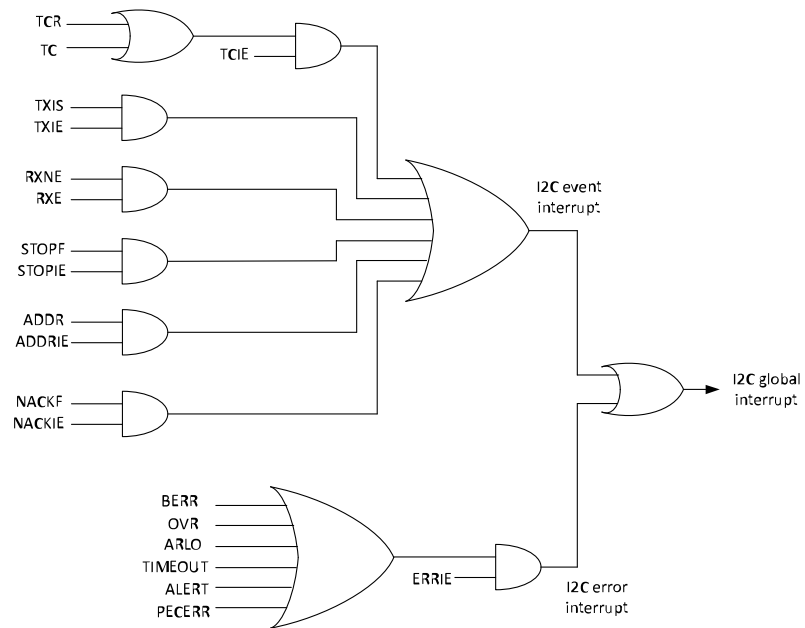 TCR
TC
TCIE
TXIS
TXIE
RXNE
RXE
STOPF
STOPIE
ADDR
ADDRIE
NACKF
NACKIE
I2C event
interrupt
I2C global
interrupt
BERR
OVR
ARLO
TIMEOUT
ALERT
PECERR
ERRIE
I2C error
interrupt